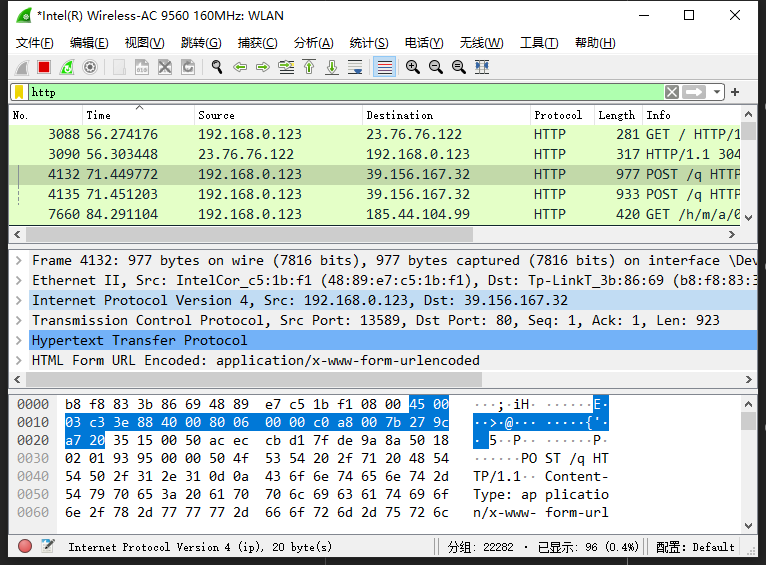 *Intel(R) Wireless-AC 9560 160MHz: WLAN
文件(F) 编辑(E) 视图(V) 跳转(G) 捕获(C) 分析(A) 统计(S) 电话(Y) 无线(W) 工具(T) 帮助(H)
http
No. Time Source Destination Protocol Length Info
3088 56.274176 192.168.0.123 23.76.76.122 HTTP 281 GET / HTTP/1
3090 56.303448 23.76.76.122 192.168.0.123 HTTP 317 HTTP/1.1 304
4132 71.449772 192.168.0.123 39.156.167.32 HTTP 977 POST /q HTTP
4135 71.451203 192.168.0.123 39.156.167.32 HTTP 933 POST /q HTTP
7660 84.291104 192.168.0.123 185.44.104.99 HTTP 420 GET /h/m/a/0
Frame 4132: 977 bytes on wire (7816 bits), 977 bytes captured (7816 bits) on interface \Dev
Ethernet II, Src: IntelCor_c5:1b:f1 (48:89:e7:c5:1b:f1), Dst: Tp-LinkT_3b:86:69 (b8:f8:83:3
Internet Protocol Version 4, Src: 192.168.0.123, Dst: 39.156.167.32
Transmission Control Protocol, Src Port: 13589, Dst Port: 80, Seq: 1, Ack: 1, Len: 923
Hypertext Transfer Protocol
HTML Form URL Encoded: application/x-www-form-urlencoded
0000 b8 f8 83 3b 86 69 48 89 e7 c5 1b f1 08 00 45 00 ···;·iH· ······E·
0010 03 c3 3e 88 40 00 80 06 00 00 c0 a8 00 7b 27 9c ··>·@··· ·····{'·
0020 a7 20 35 15 00 50 ac ec cb d1 7f de 9a 8a 50 18 · 5··P·· ······P·
0030 02 01 93 95 00 00 50 4f 53 54 20 2f 71 20 48 54 ······PO ST /q HT
0040 54 50 2f 31 2e 31 0d 0a 43 6f 6e 74 65 6e 74 2d TP/1.1·· Content-
0050 54 79 70 65 3a 20 61 70 70 6c 69 63 61 74 69 6f Type: ap plicatio
0060 6e 2f 78 2d 77 77 77 2d 66 6f 72 6d 2d 75 72 6c n/x-www- form-url
Internet Protocol Version 4 (ip), 20 byte(s) 分组: 22282 · 已显示: 96 (0.4%) 配置: Default